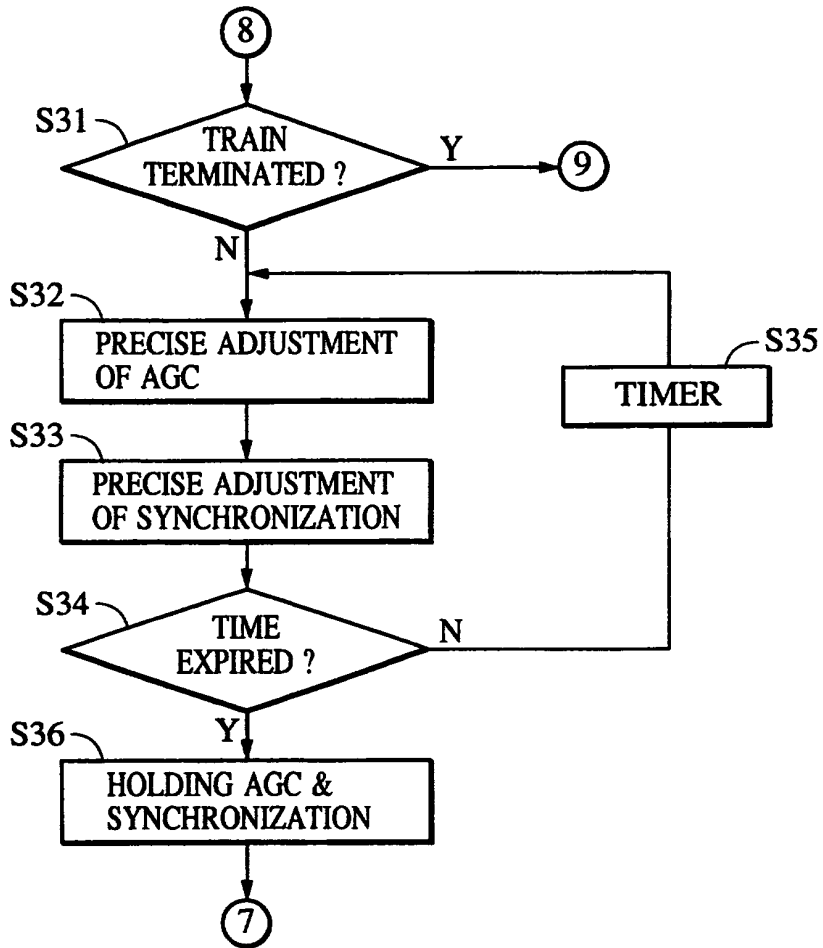 8
S31
TRAIN
TERMINATED ?
Y
9
N
S32
PRECISE ADJUSTMENT
OF AGC
S35
TIMER
S33
PRECISE ADJUSTMENT
OF SYNCHRONIZATION
S34
TIME
EXPIRED ?
N
Y
S36
HOLDING AGC &
SYNCHRONIZATION
7